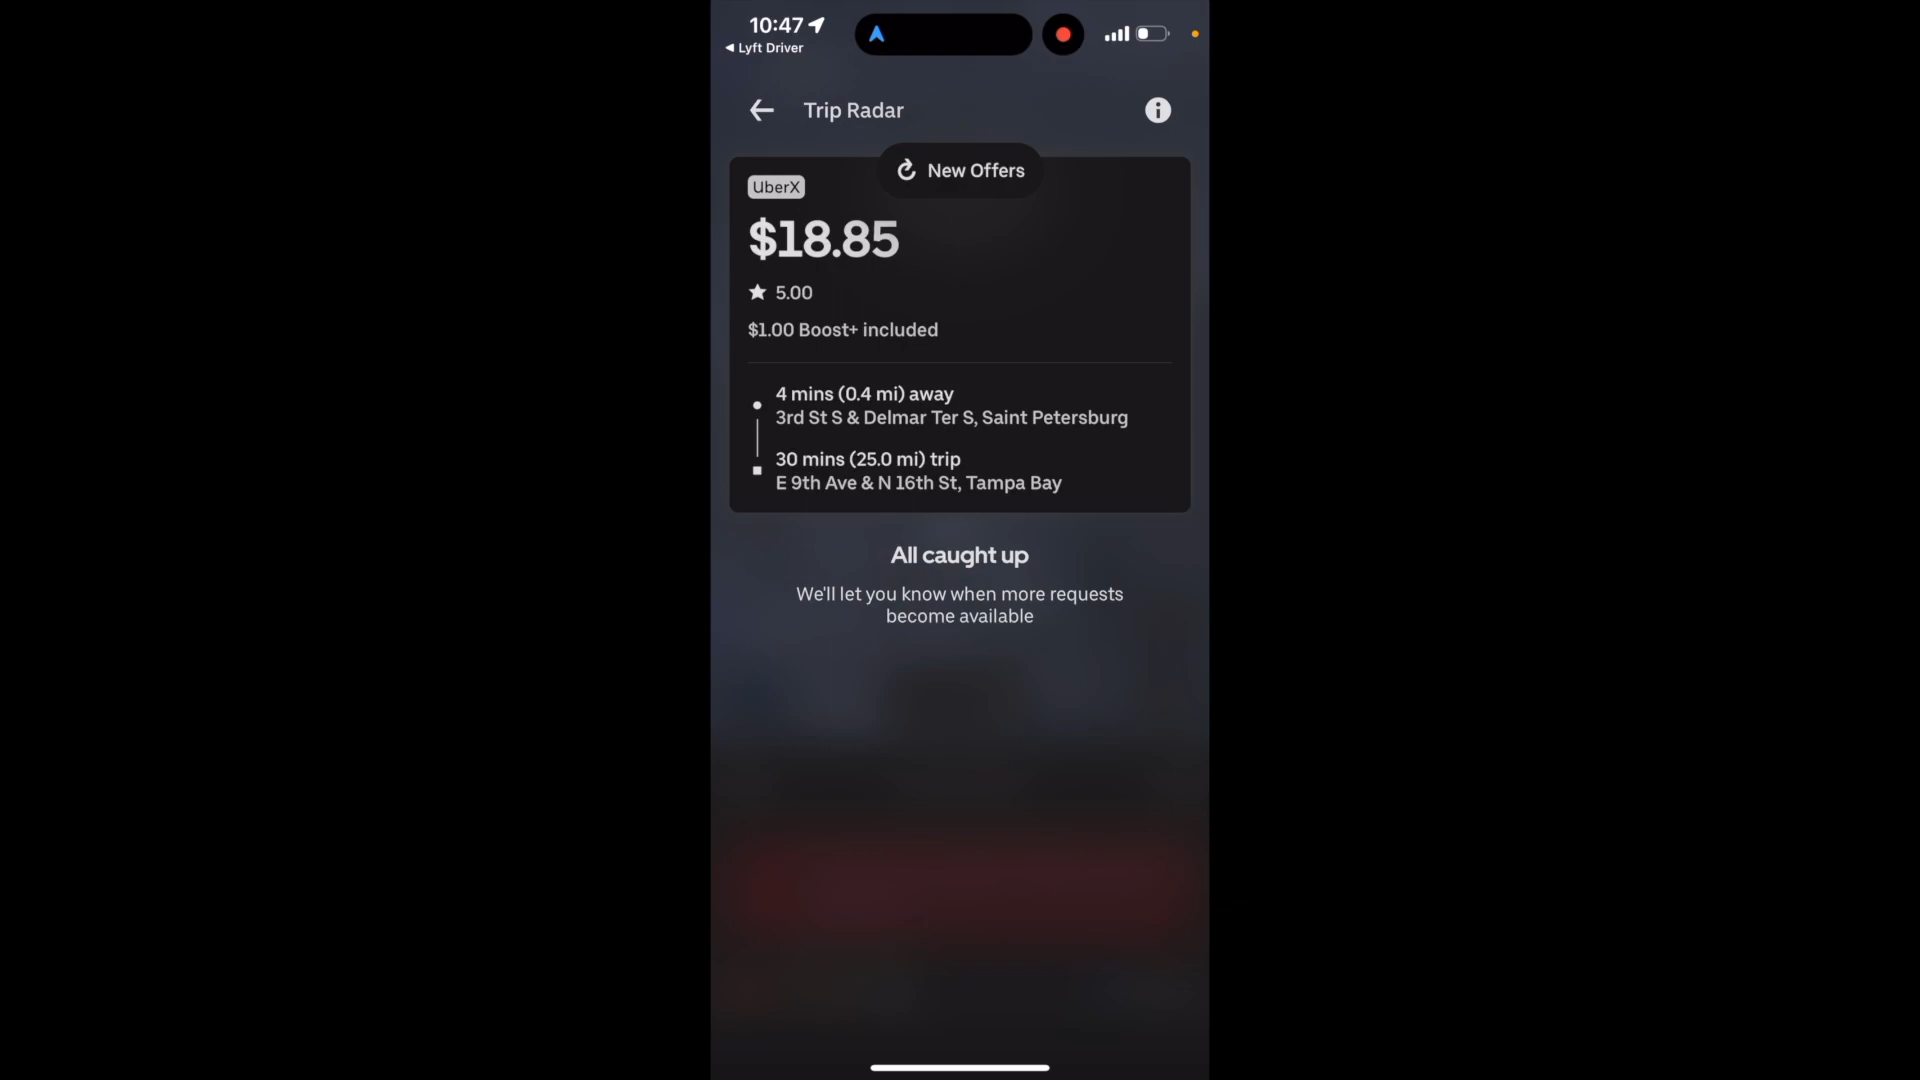 10:47
Lyft Driver
Trip Radar
New Offers
UberX
$18.85
5.00
$1.00 Boost+ included
4 mins (0.4 mi) away
3rd St S & Delmar Ter S, Saint Petersburg
30 mins (25.0 mi) trip
E 9th Ave & N 16th St, Tampa Bay
All caught up
We'll let you know when more requests
become available